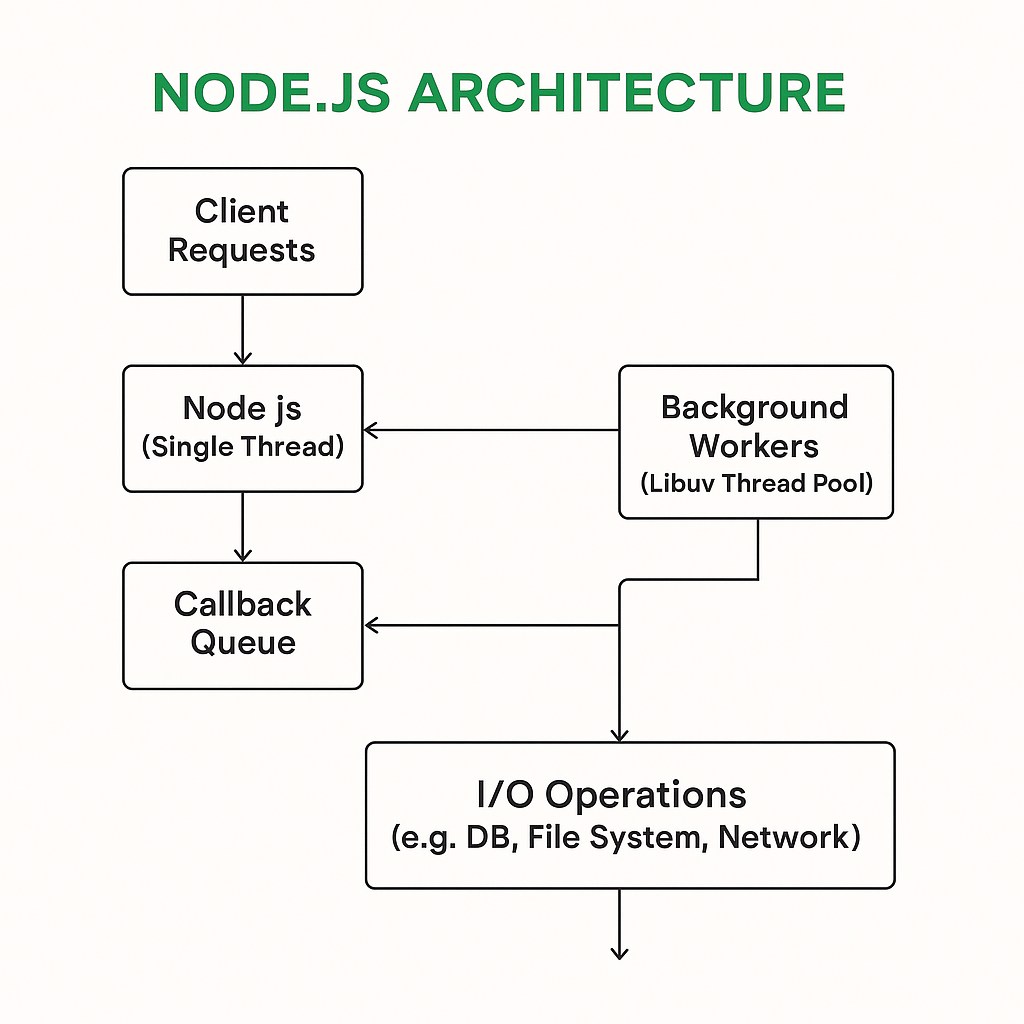 NODE.JS ARCHITECTURE
Client
Requests
Node js
(Single Thread)
Background
Workers
(Libuv Thread Pool)
Callback
Queue
I/O Operations
(e.g. DB, File System, Network)